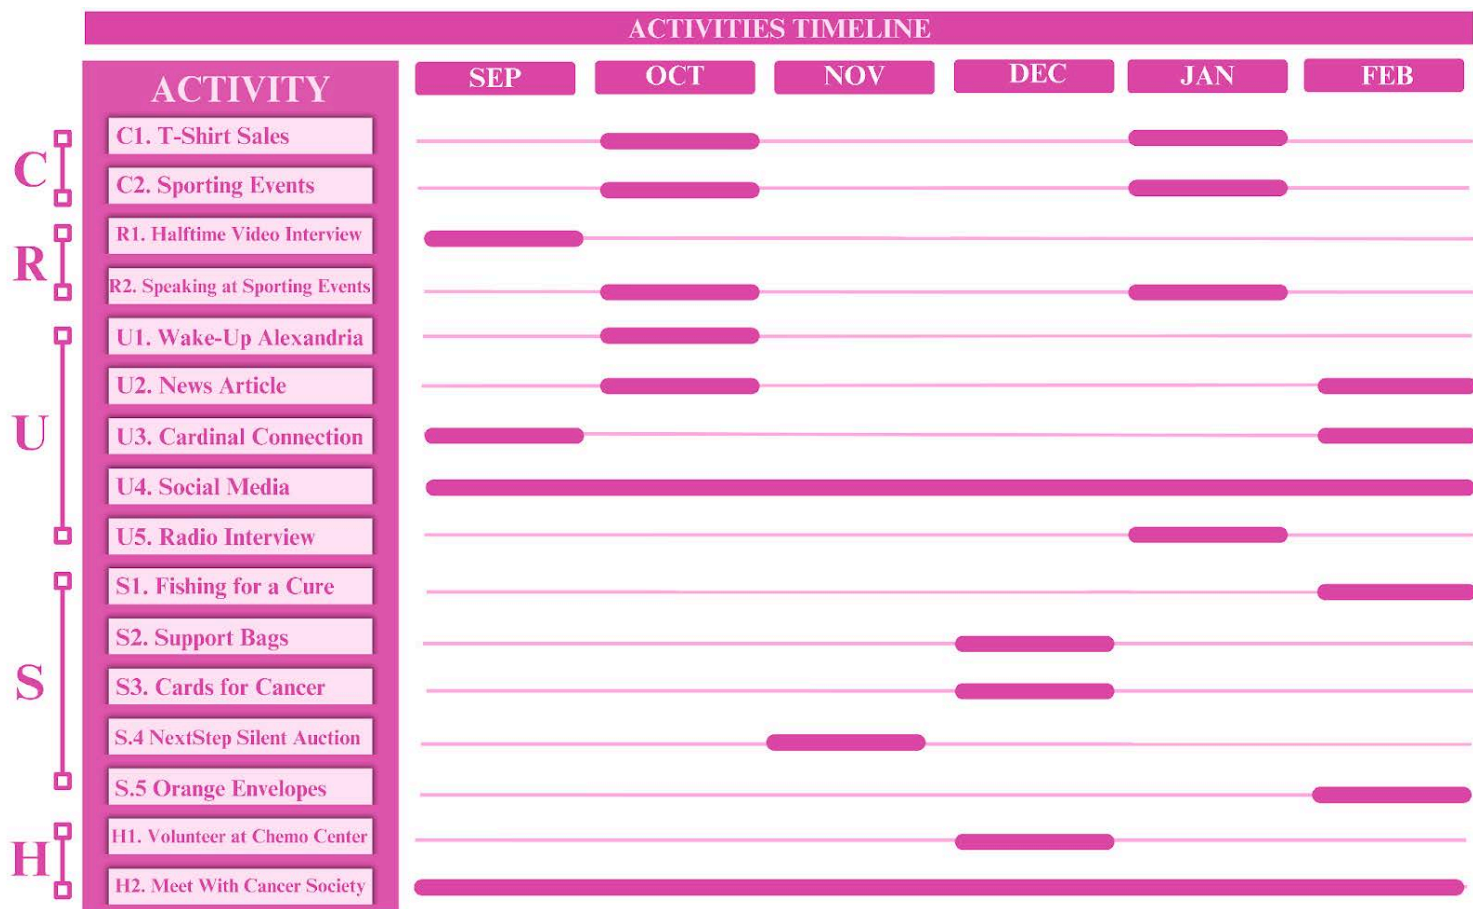 ACTIVITIES TIMELINE
ACTIVITY SEP OCT NOV DEC JAN FEB
C
C1. T-Shirt Sales
C2. Sporting Events
R
R1. Halftime Video Interview
R2. Speaking at Sporting Events
U
U1. Wake-Up Alexandria
U2. News Article
U3. Cardinal Connection
U4. Social Media
U5. Radio Interview
S
S1. Fishing for a Cure
S2. Support Bags
S3. Cards for Cancer
S.4 NextStep Silent Auction
S.5 Orange Envelopes
H
H1. Volunteer at Chemo Center
H2. Meet With Cancer Society